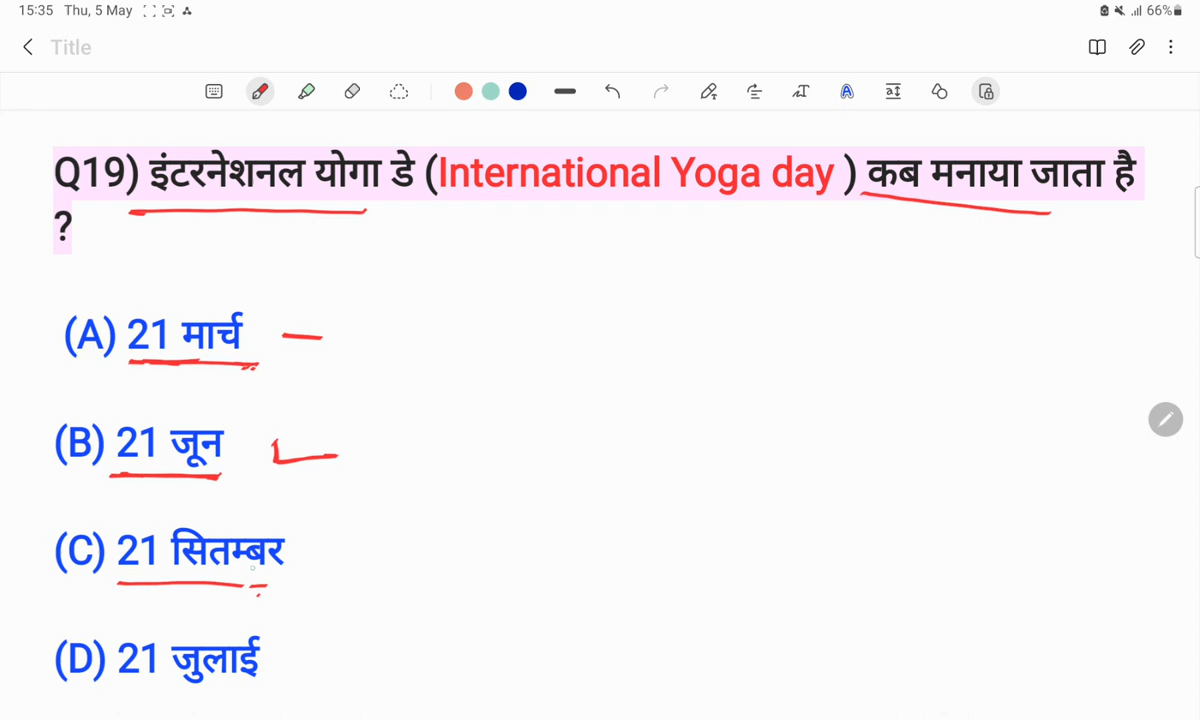 15:35 Thu, 5 May 66%
Title
Q19) इंटरनेशनल योगा डे (International Yoga day ) कब मनाया जाता है
?
(A) 21 मार्च
(B) 21 जून
(C) 21 सितम्बर
(D) 21 जुलाई